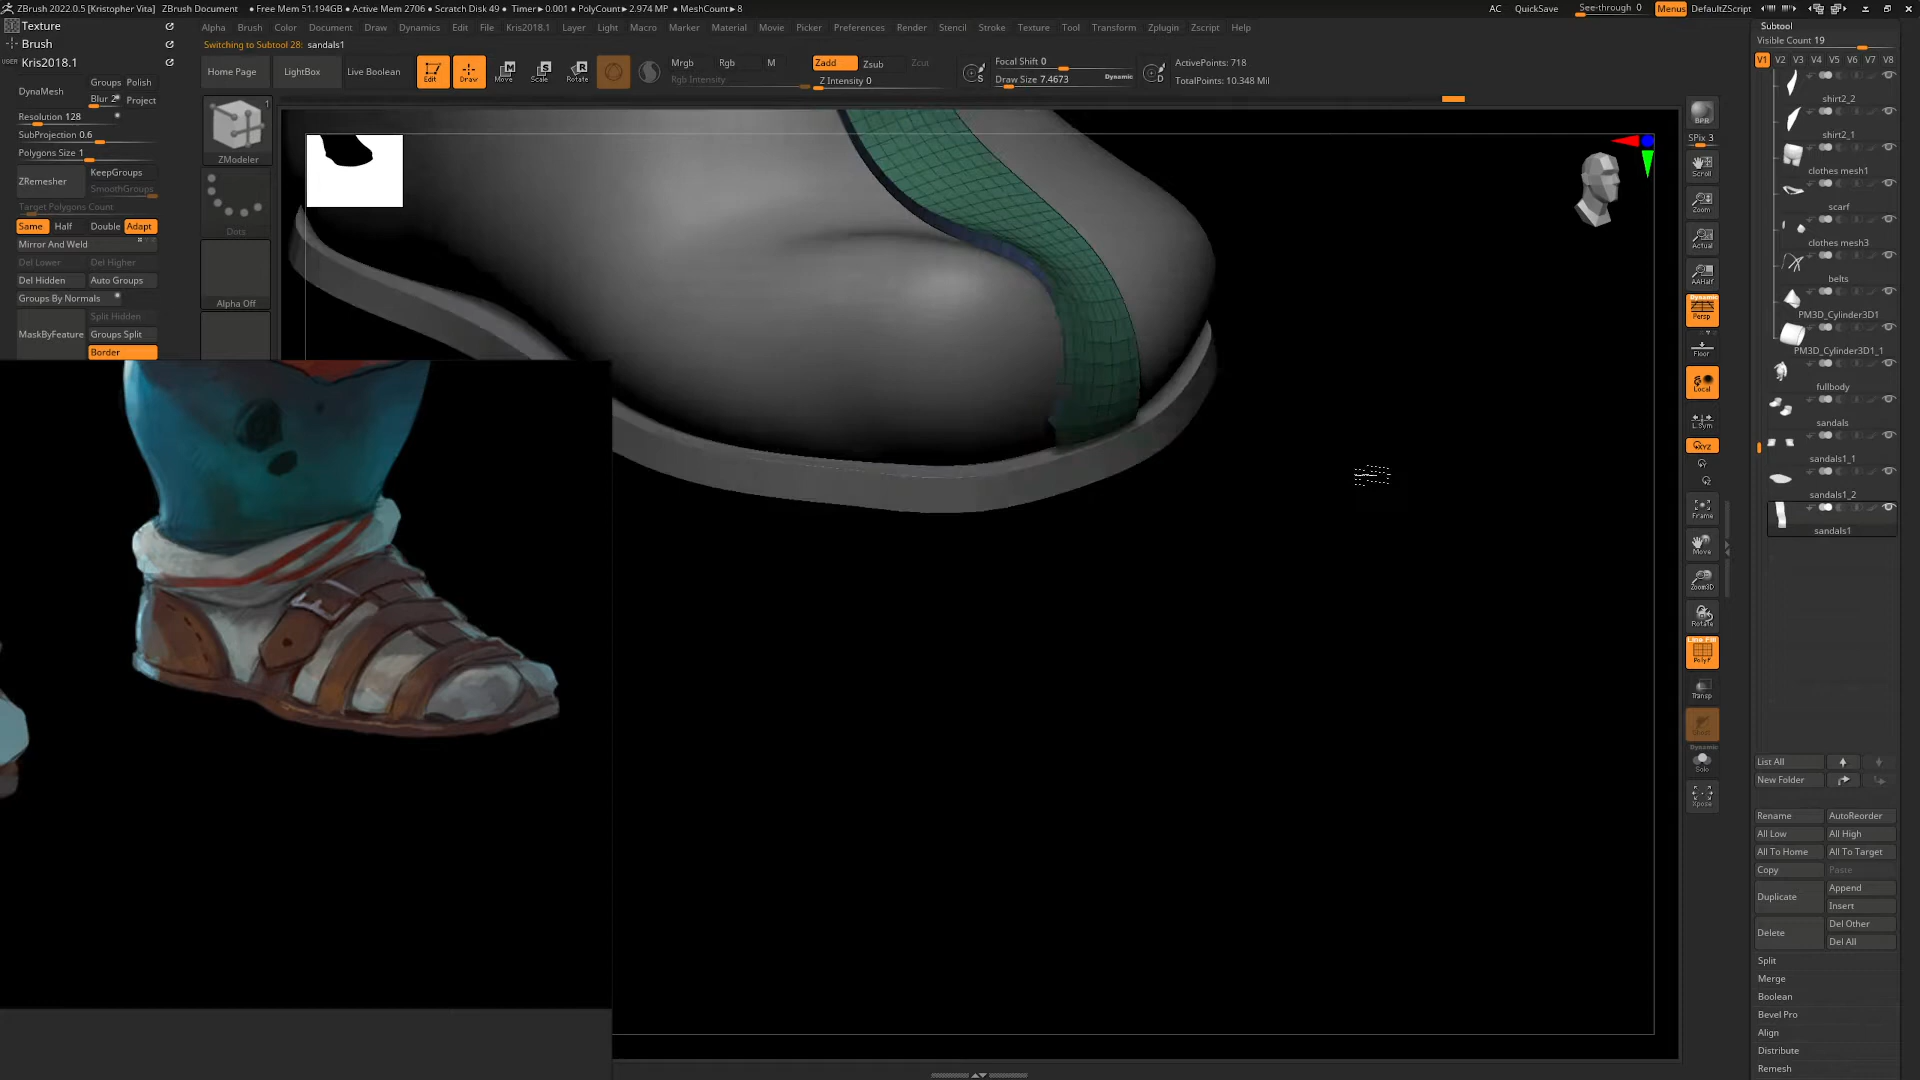 ZBrush 2022.0.5 [Kristopher Vita] ZBrush Document ● Free Mem 51.194GB ● Active Mem 2706 ● Scratch Disk 49 ● Timer▸0.001 ● PolyCount▸2.974 MP ● MeshCount▸8
AC QuickSave See-through 0 Menus DefaultZScript
Texture
Alpha Brush Color Document Draw Dynamics Edit File Kris2018.1 Layer Light Macro Marker Material Movie Picker Preferences Render Stencil Stroke Texture Tool Transform Zplugin Zscript Help
Subtool
Brush
Switching to Subtool 28: sandals1
Visible Count 19
Kris2018.1
V1 V2 V3 V4 V5 V6 V7 V8
Home Page LightBox Live Boolean Edit Draw Move Scale Rotate
Mrgb Rgb M Zadd Zsub Zcut
Focal Shift 0
ActivePoints: 718
Rgb Intensity Z Intensity 0 Draw Size 7.4673 Dynamic TotalPoints: 10.348 Mil
DynaMesh Groups Polish
Blur 2 Project
Resolution 128
SubProjection 0.6
Polygons Size 1
ZRemesher KeepGroups
SmoothGroups
Target Polygons Count
Same Half Double Adapt
Mirror And Weld
Del Lower Del Higher
Del Hidden Auto Groups
Groups By Normals
Split Hidden
MaskByFeature Groups Split
Border
1
ZModeler
Dots
Alpha Off
BPR
SPix 3
Scroll
Zoom
Actual
AAHalf
Dynamic
Persp
Floor
Local
L.Sym
XYZ
Frame
Move
Zoom3D
Rotate
Line Fill
PolyF
Transp
Ghost
Dynamic
Solo
Xpose
shirt2_2
shirt2_1
clothes mesh1
scarf
clothes mesh3
belts
PM3D_Cylinder3D1
PM3D_Cylinder3D1_1
fullbody
sandals
sandals1_1
sandals1_2
sandals1
List All
New Folder
Rename AutoReorder
All Low All High
All To Home All To Target
Copy Paste
Duplicate Append
Insert
Delete Del Other
Del All
Split
Merge
Boolean
Bevel Pro
Align
Distribute
Remesh